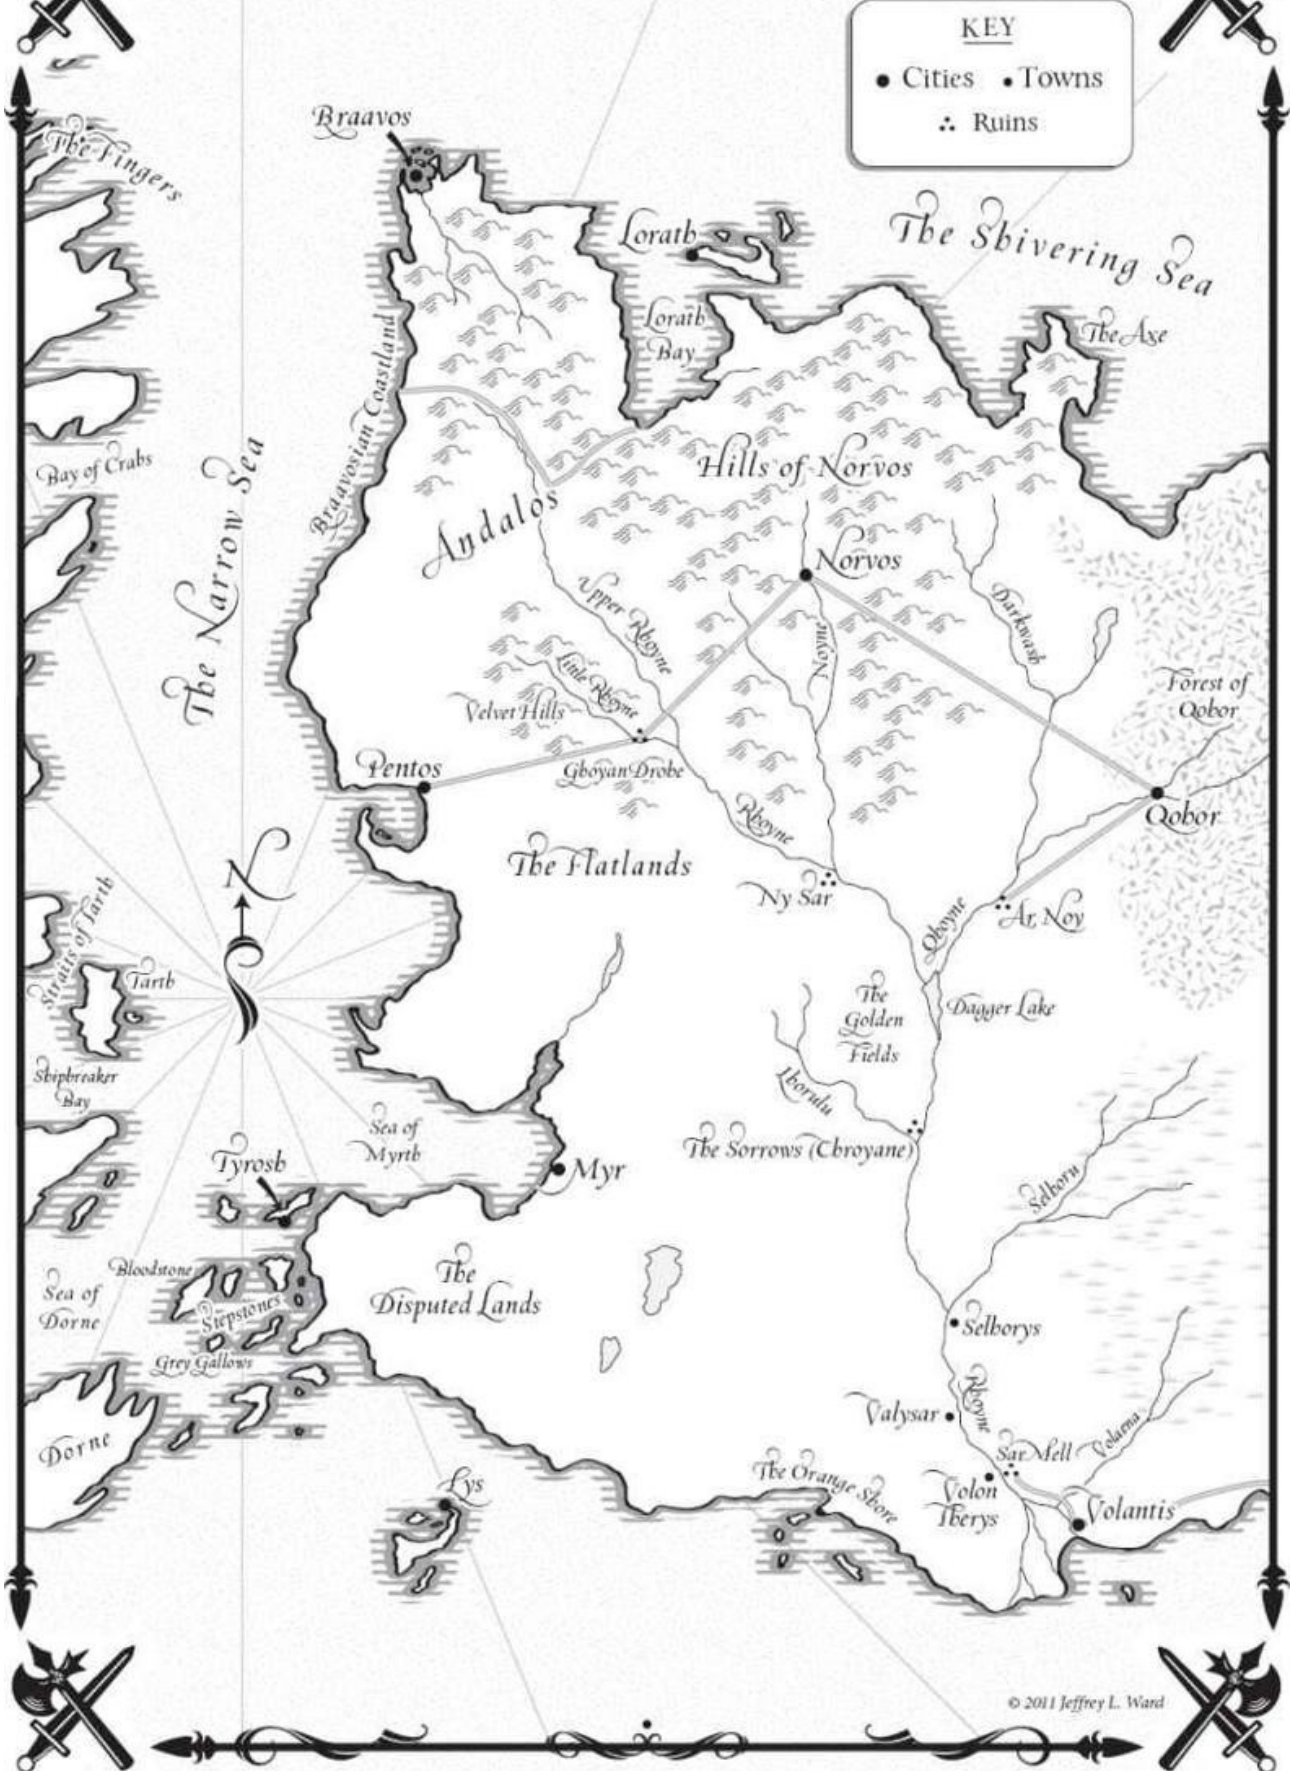 KEY
Cities
Towns
Ruins
Braavos
The Fingers
Lorath
The Shivering Sea
Lorath
Bay
The Axe
Braavosian Coastland
Bay of Crabs
The Narrow Sea
Hills of Norvos
Andalos
Norvos
Upper Rhoyne
Darkwash
Noyne
Little Rhoyne
Forest of
Qohor
Velvet Hills
Pentos
Ghoyan Drohe
Qohor
Rhoyne
The Flatlands
Ny Sar
Ar Noy
Qhoyne
N
Straits of Tarth
Tarth
The
Golden
Fields
Dagger Lake
Shipbreaker
Bay
Lhorulu
Sea of
Myrth
The Sorrows (Chroyane)
Tyrosh
Myr
Selhoru
Bloodstone
The
Disputed Lands
Sea of
Dorne
Stepstones
Selhorys
Grey Gallows
Valysar
Rhoyne
Dorne
Sar Mell
Volaena
The Orange Shore
Lys
Volon
Therys
Volantis
© 2011 Jeffrey L. Ward